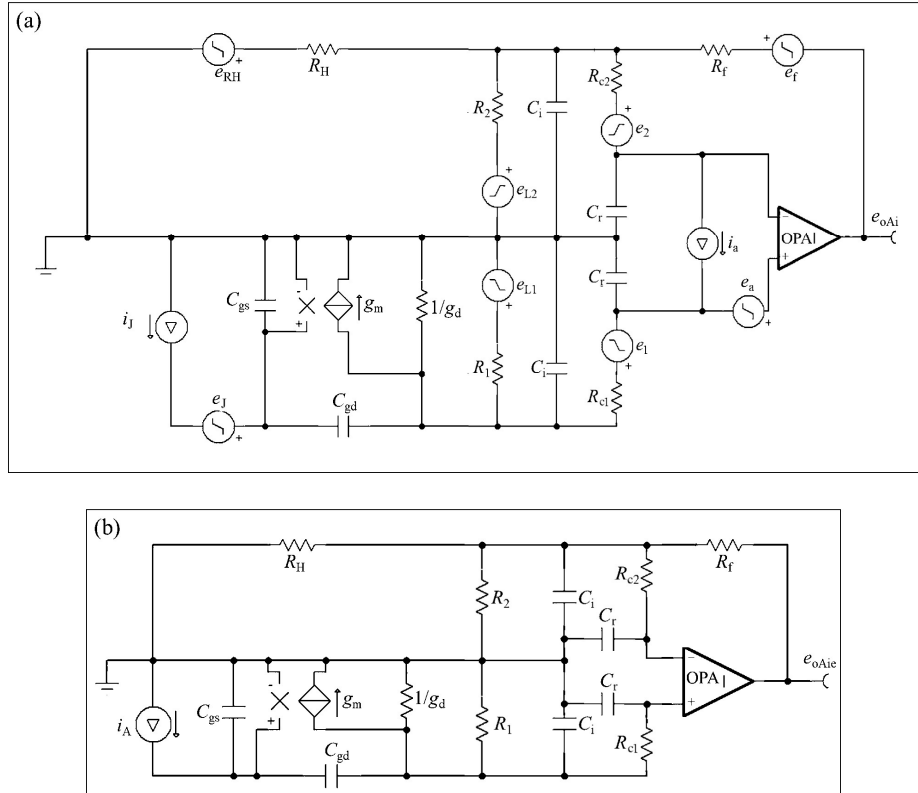 (a)
e_RH
+
R_H
R_2
C_i
R_c2
+
e_2
R_f
+
e_f
+
e_L2
C_r
−
OPA
+
e_oAi
i_a
e_a
+
i_J
C_gs
+
g_m
1/g_d
e_L1
+
R_1
C_i
C_r
e_1
+
R_c1
e_J
+
C_gd
(b)
R_H
R_2
C_i
C_r
R_c2
R_f
−
OPA
+
e_oAie
i_A
C_gs
+
g_m
1/g_d
R_1
C_r
C_i
R_c1
C_gd